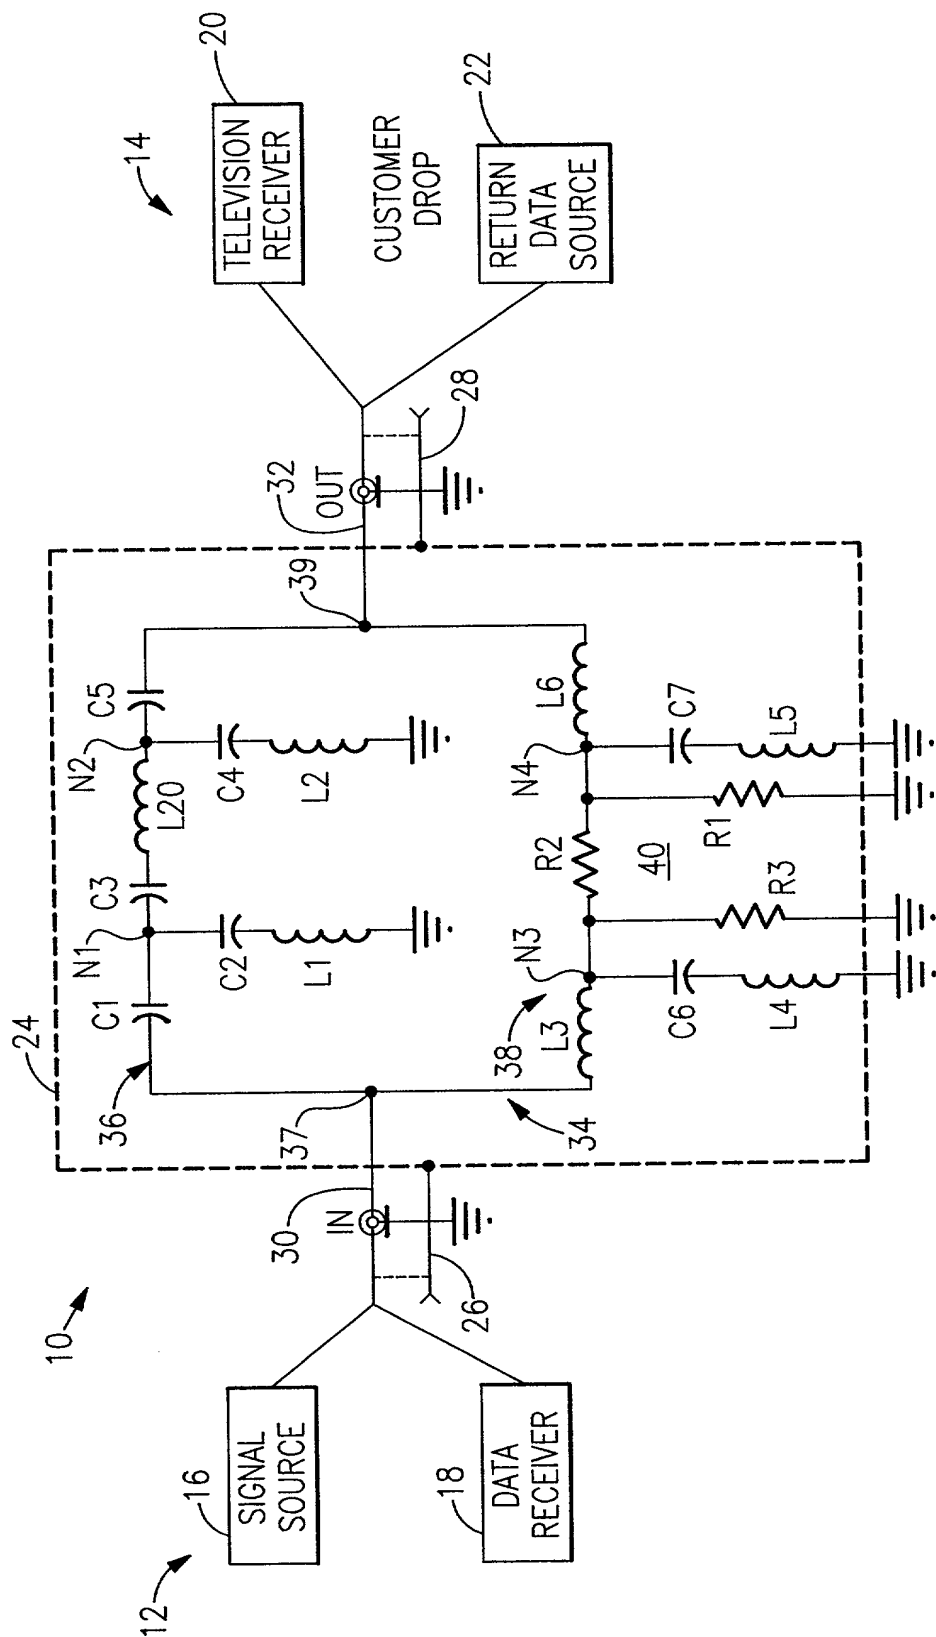 10
12
14
16
SIGNAL
SOURCE
18
DATA
RECEIVER
20
TELEVISION
RECEIVER
CUSTOMER
DROP
22
RETURN
DATA
SOURCE
24
26
28
30
IN
32
OUT
34
36
37
38
39
C1
N1
C3
L20
N2
C5
C2
L1
C4
L2
L3
N3
R2
N4
L6
40
C6
L4
R3
R1
C7
L5